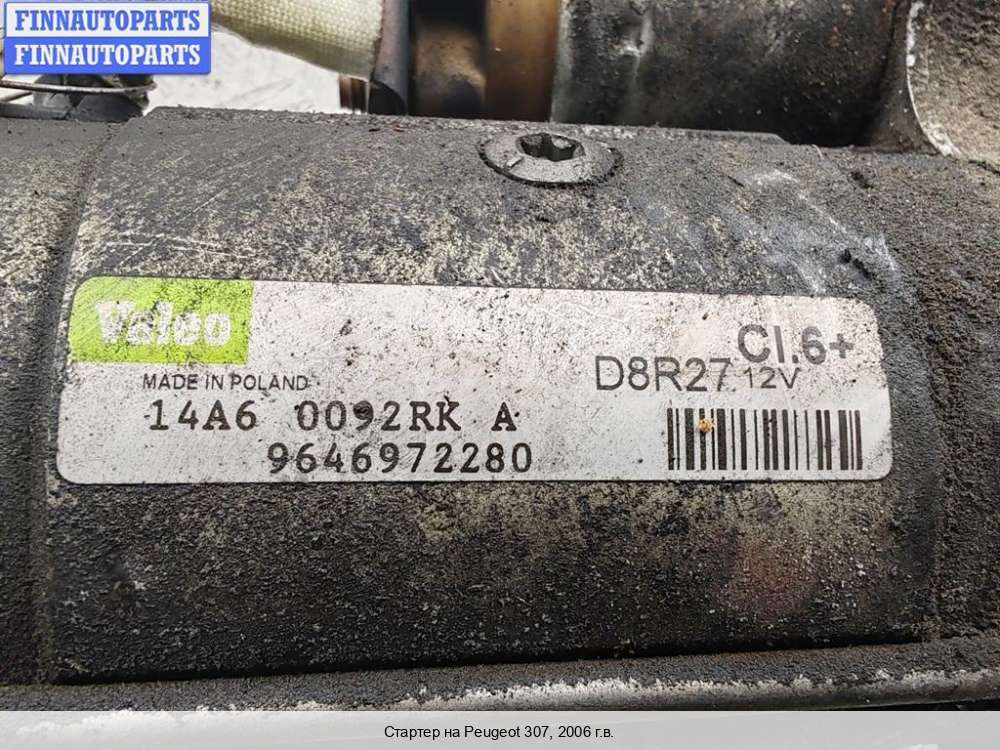 FINNAUTOPARTS
FINNAUTOPARTS
Valeo
MADE IN POLAND
CI.6+
D8R27 12V
14A6 0092RK A
9646972280
Стартер на Peugeot 307, 2006 г.в.